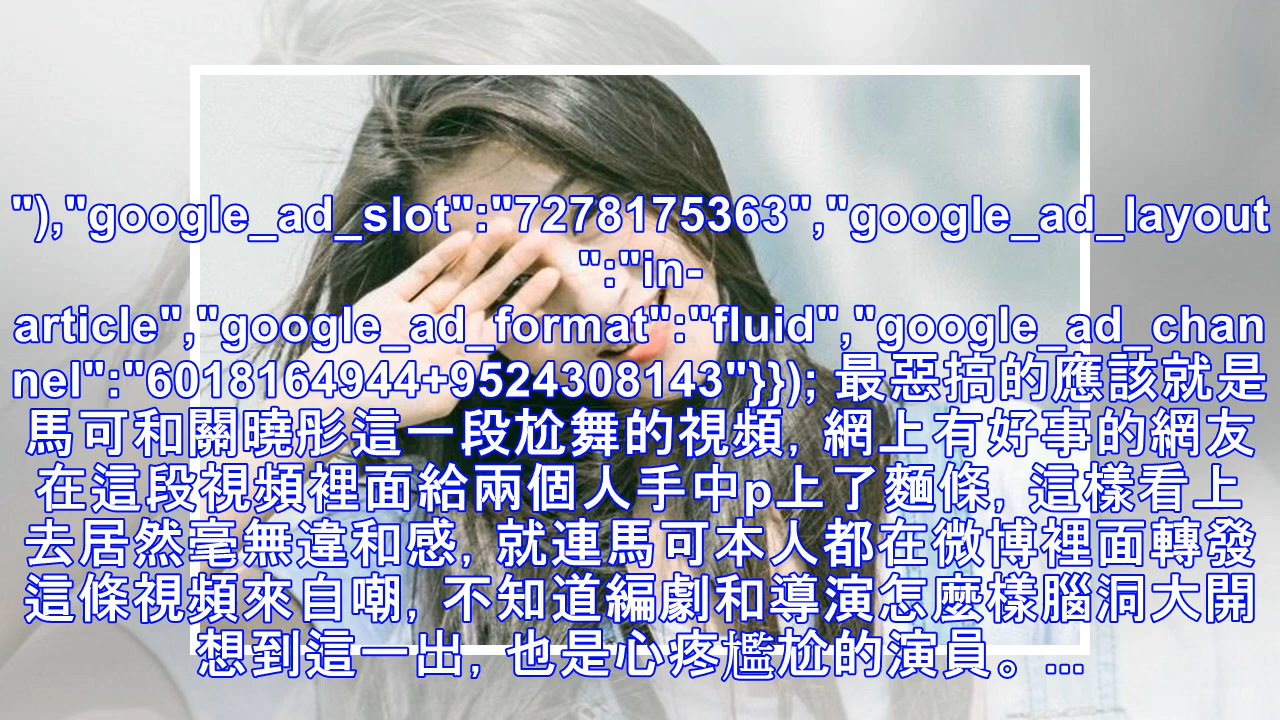 "),"google_ad_slot":"7278175363","google_ad_layout
":"in-
article","google_ad_format":"fluid","google_ad_chan
nel":"6018164944+9524308143"}}); 最惡搞的應該就是
馬可和關曉彤這一段尬舞的視頻, 網上有好事的網友
在這段視頻裡面給兩個人手中p上了麵條, 這樣看上
去居然毫無違和感, 就連馬可本人都在微博裡面轉發
這條視頻來自嘲, 不知道編劇和導演怎麼樣腦洞大開
想到這一出, 也是心疼尷尬的演員。...